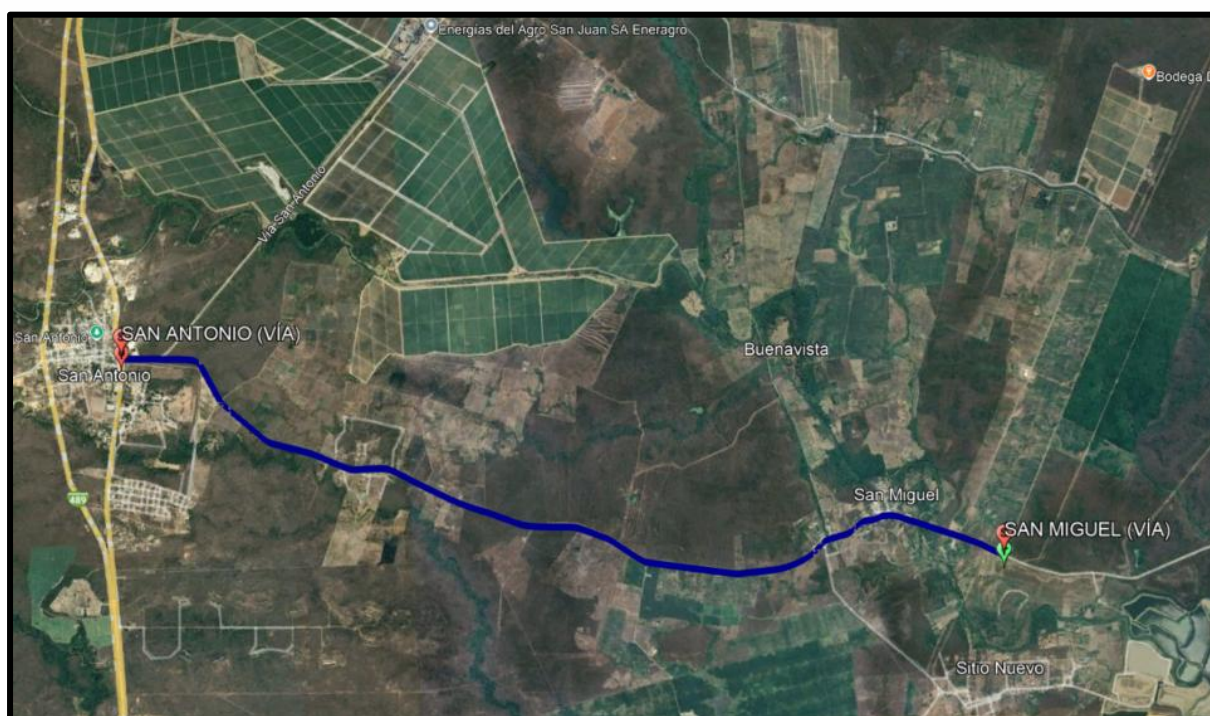 Energías del Agro San Juan SA Eneragro
Bodega D
Vía San Antonio
San Antonio
SAN ANTONIO (VÍA)
San Antonio
Buenavista
489
San Miguel
SAN MIGUEL (VÍA)
Sitio Nuevo